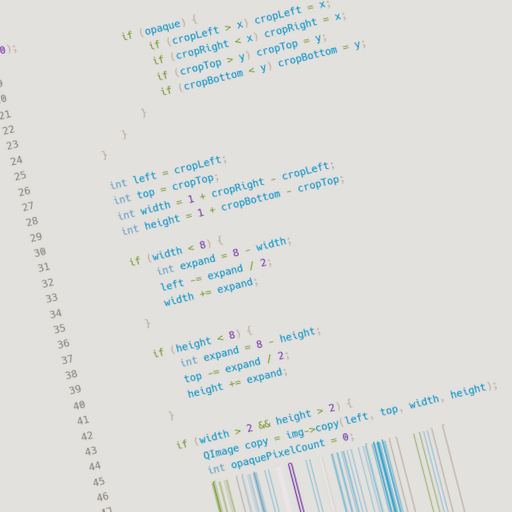 0);
if (opaque) {
9 if (cropLeft > x) cropLeft = x;
0 if (cropRight < x) cropRight = x;
21 if (cropTop > y) cropTop = y;
22 if (cropBottom < y) cropBottom = y;
23 }
24 }
25 }
26
27 int left = cropLeft;
28 int top = cropTop;
29 int width = 1 + cropRight - cropLeft;
30 int height = 1 + cropBottom - cropTop;
31
32 if (width < 8) {
33 int expand = 8 - width;
34 left -= expand / 2;
35 width += expand;
36 }
37
38 if (height < 8) {
39 int expand = 8 - height;
40 top -= expand / 2;
41 height += expand;
42 }
43
44 if (width > 2 && height > 2) {
45 QImage copy = img->copy(left, top, width, height);
46 int opaquePixelCount = 0;